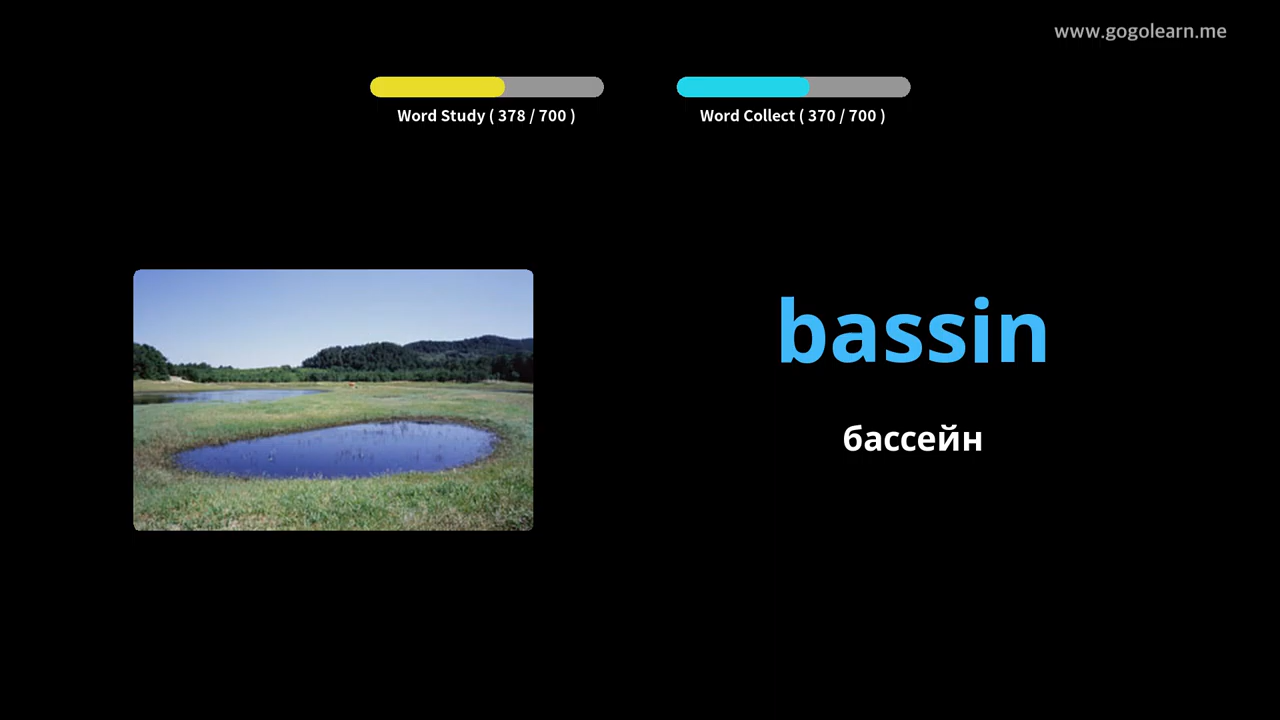 www.gogolearn.me
Word Study ( 378 / 700 )
Word Collect ( 370 / 700 )
bassin
бассейн